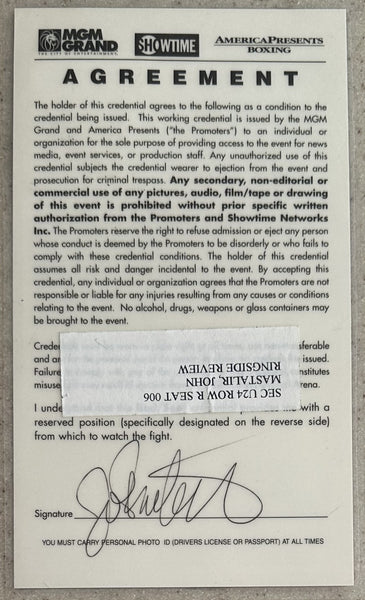 MGM GRAND
THE CITY OF ENTERTAINMENT.
SHOWTIME
AMERICA PRESENTS
BOXING
AGREEMENT
The holder of this credential agrees to the following as a condition to the
credential being issued. This working credential is issued by the MGM
Grand and America Presents ("the Promoters") to an individual or
organization for the sole purpose of providing access to the event for news
media, event services, or production staff. Any unauthorized use of this
credential subjects the credential wearer to ejection from the event and
prosecution for criminal trespass. Any secondary, non-editorial or
commercial use of any pictures, audio, film/tape or drawing
of this event is prohibited without prior specific written
authorization from the Promoters and Showtime Networks
Inc. The Promoters reserve the right to refuse admission or eject any person
whose conduct is deemed by the Promoters to be disorderly or who fails to
comply with these credential conditions. The holder of this credential
assumes all risk and danger incidental to the event. By accepting this
credential, any individual or organization agrees that the Promoters are not
responsible or liable for any injuries resulting from any causes or conditions
relating to the event. No alcohol, drugs, weapons or glass containers may
be brought to the event.
SEC U24 ROW R SEAT 006
MASTALIR, JOHN
RINGSIDE REVIEW
issued.
I with a
reserved position (specifically designated on the reverse side)
from which to watch the fight.
Signature
YOU MUST CARRY PERSONAL PHOTO ID (DRIVERS LICENSE OR PASSPORT) AT ALL TIMES